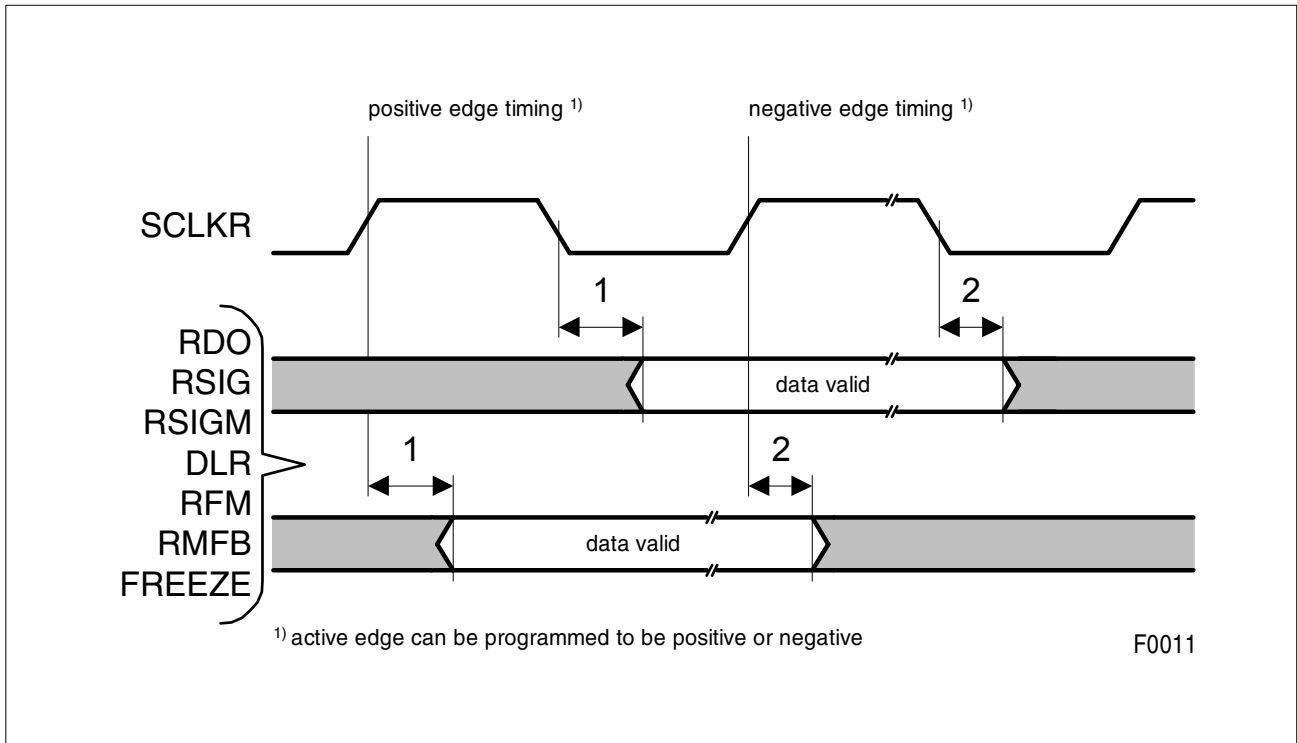 positive edge timing 1)
negative edge timing 1)
SCLKR
1
2
RDO
RSIG
data valid
RSIGM
1
2
DLR
RFM
RMFB
data valid
FREEZE
1) active edge can be programmed to be positive or negative
F0011